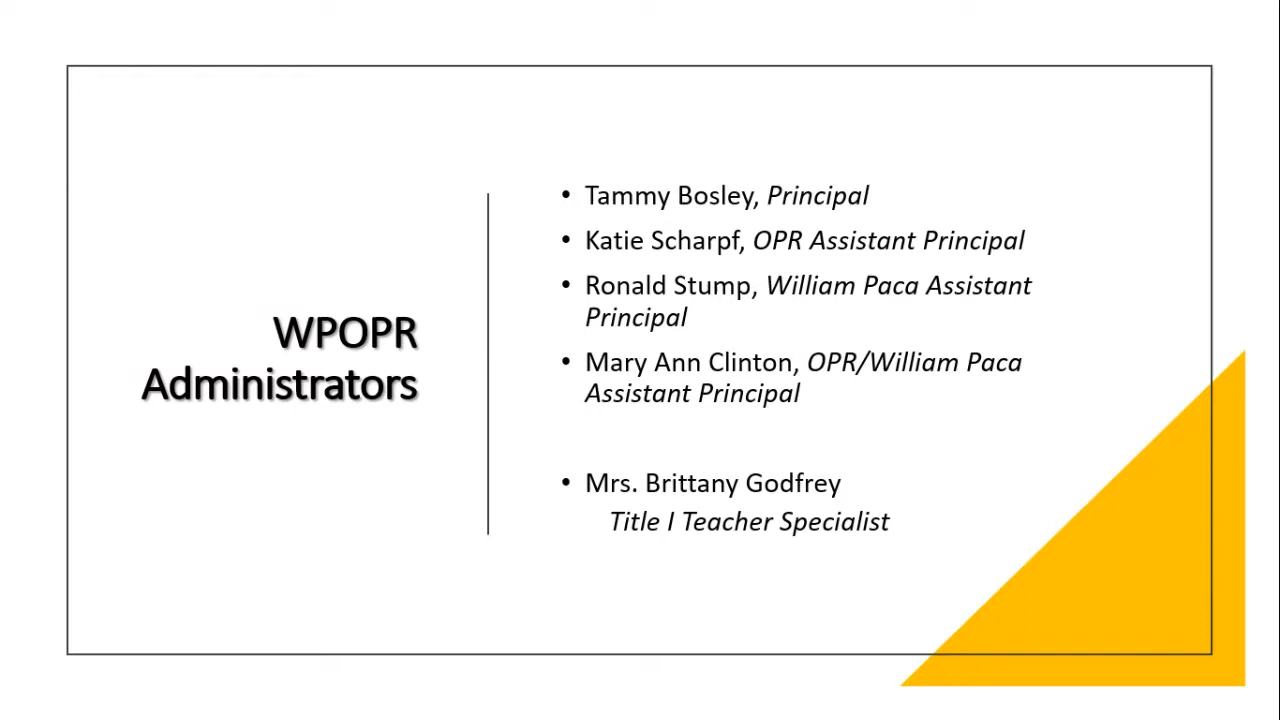 WPOPR
Administrators
• Tammy Bosley, Principal
• Katie Scharpf, OPR Assistant Principal
• Ronald Stump, William Paca Assistant
Principal
• Mary Ann Clinton, OPR/William Paca
Assistant Principal
• Mrs. Brittany Godfrey
Title I Teacher Specialist